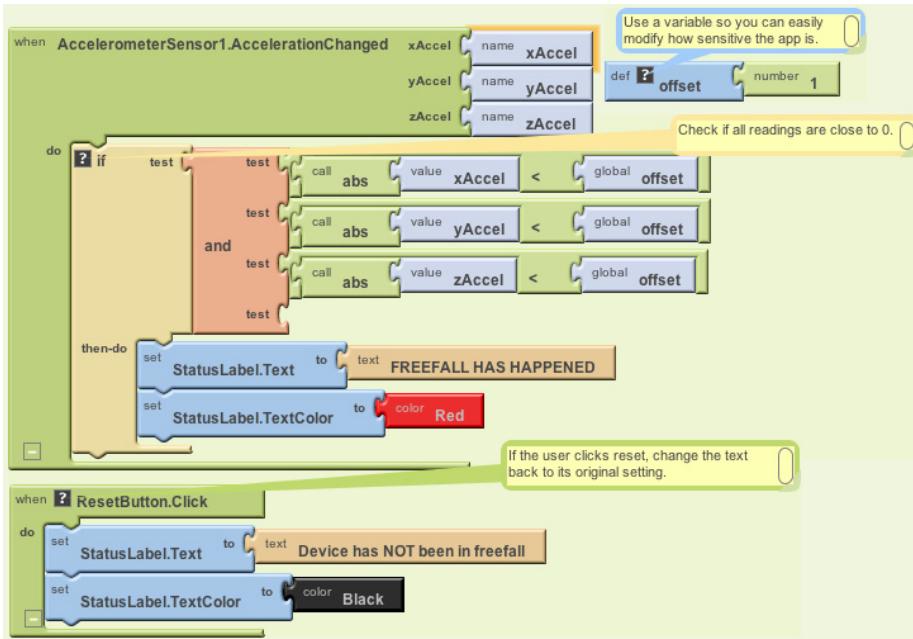 Use a variable so you can easily
modify how sensitive the app is.
when AccelerometerSensor1.AccelerationChanged xAccel name xAccel
def ? offset number 1
yAccel name yAccel
zAccel name zAccel
Check if all readings are close to 0.
do ? if test and test call abs value xAccel < global offset
test call abs value yAccel < global offset
test call abs value zAccel < global offset
test
then-do set StatusLabel.Text to text FREEFALL HAS HAPPENED
set StatusLabel.TextColor to color Red
If the user clicks reset, change the text
back to its original setting.
when ? ResetButton.Click
do set StatusLabel.Text to text Device has NOT been in freefall
set StatusLabel.TextColor to color Black